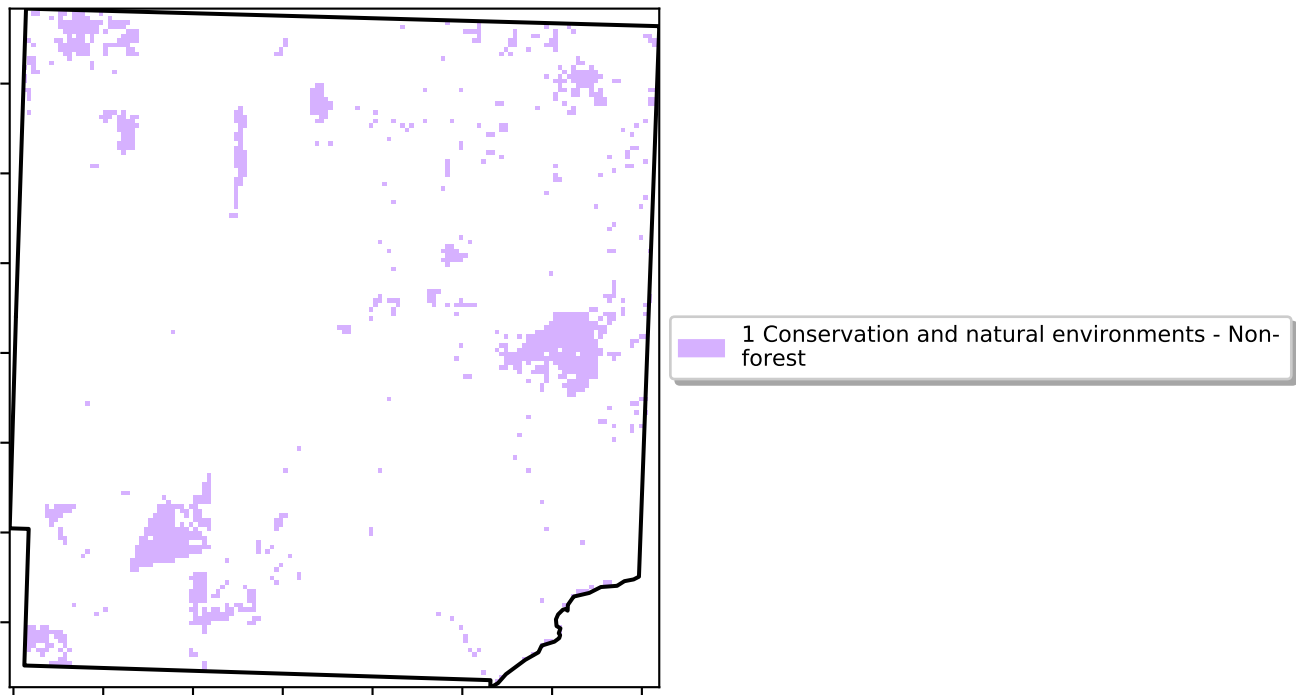 1 Conservation and natural environments - Non-
forest